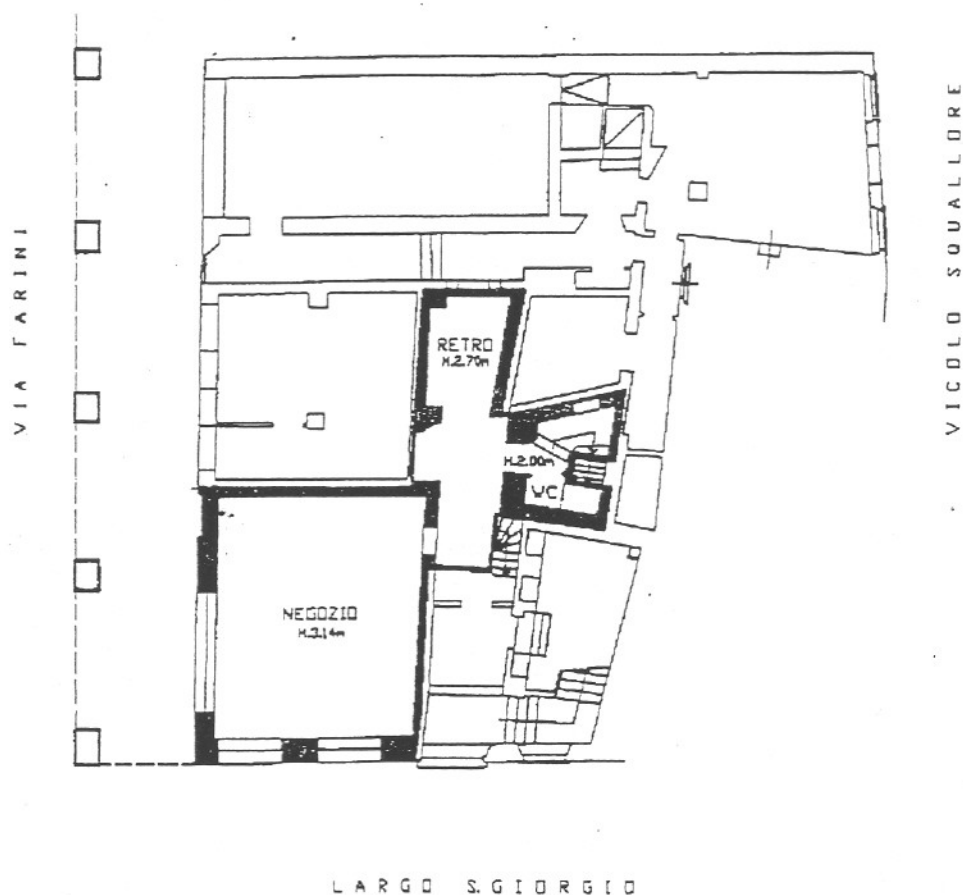 VIA FARINI
VICOLO SQUALLORE
RETRO
H.2.70m
H.2.00m
WC
NEGOZIO
H.3.14m
LARGO S.GIORGIO